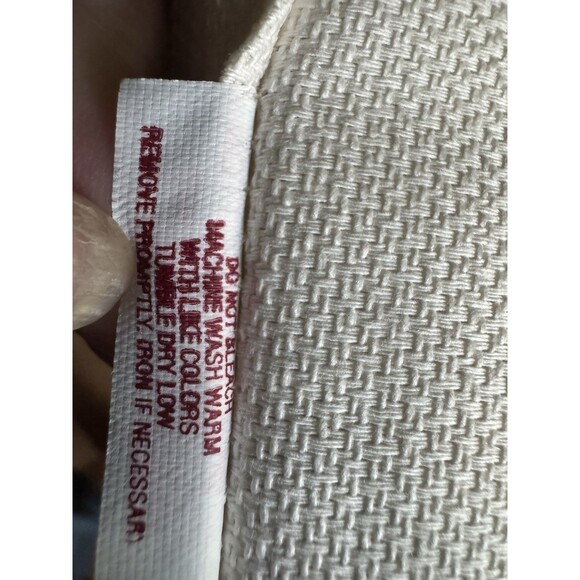 DO NOT BLEACH
MACHINE WASH WARM
WITH LIKE COLORS
TUMBLE DRY LOW
REMOVE PROMPTLY, IRON IF NECESSARY